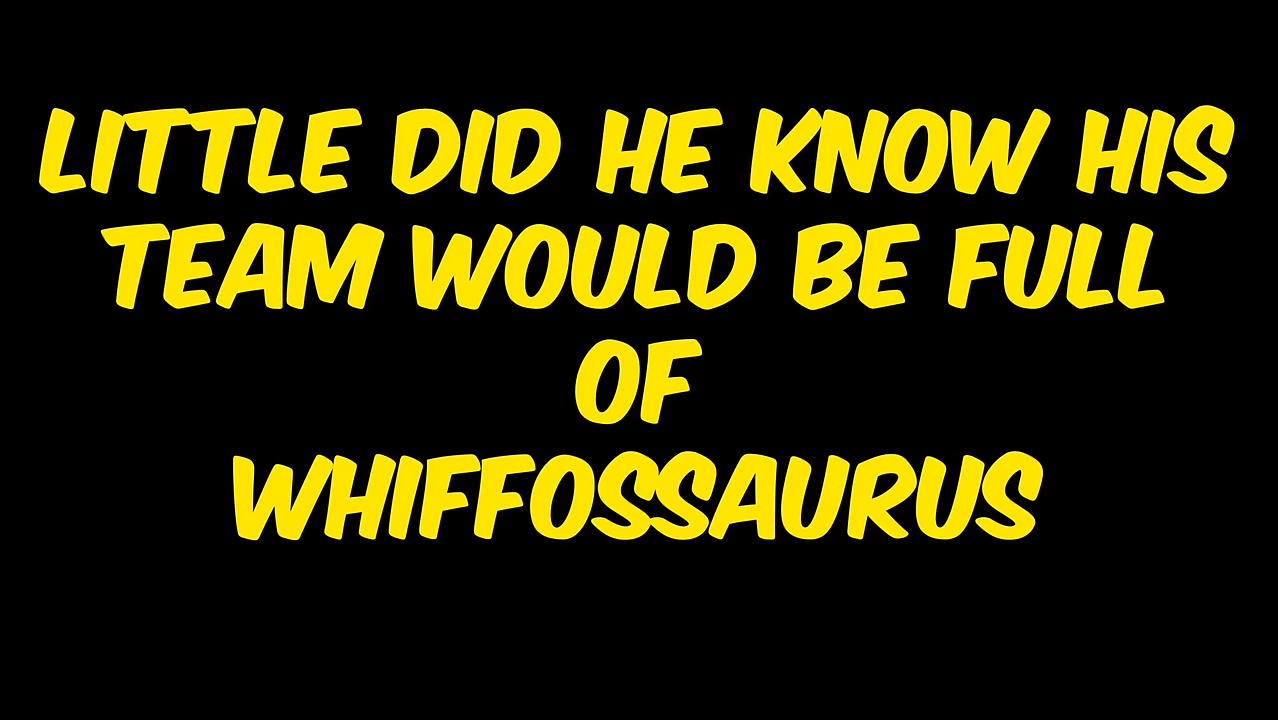 LITTLE DID HE KNOW HIS
TEAM WOULD BE FULL
OF
WHIFFOSSAURUS